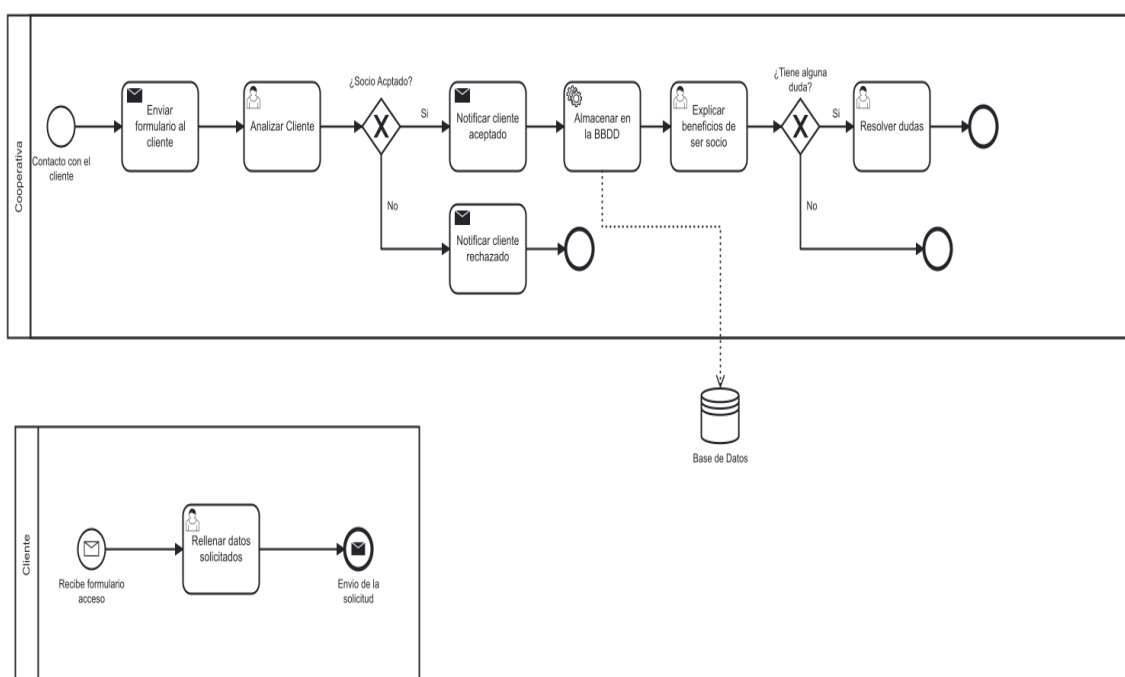 Cooperativa
Contacto con el
cliente
Enviar
formulario al
cliente
Analizar Cliente
¿Socio Acptado?
Si
No
Notificar cliente
aceptado
Notificar cliente
rechazado
Almacenar en
la BBDD
Explicar
beneficios de
ser socio
¿Tiene alguna
duda?
Si
No
Resolver dudas
Base de Datos
Cliente
Recibe formulario
acceso
Rellenar datos
solicitados
Envio de la
solicitud